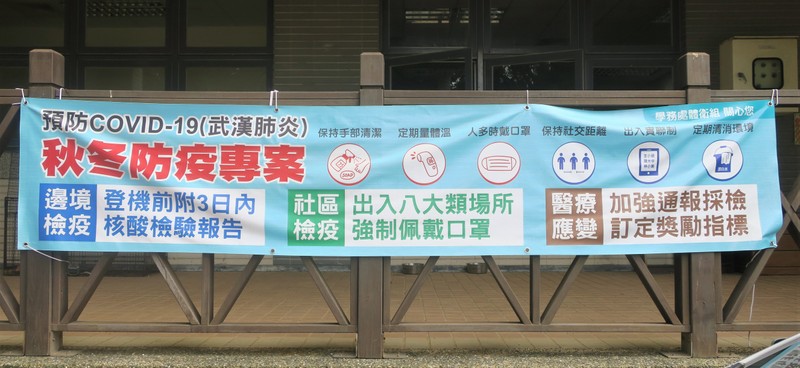 預防COVID-19(武漢肺炎)
秋冬防疫專案
保持手部清潔 定期量體溫 人多時戴口罩 保持社交距離 出入實聯制 定期清消環境
學務處體衛組 關心您
SOAP
邊境檢疫
登機前附3日內
核酸檢驗報告
社區檢疫
出入八大類場所
強制佩戴口罩
醫療應變
加強通報採檢
訂定獎勵指標